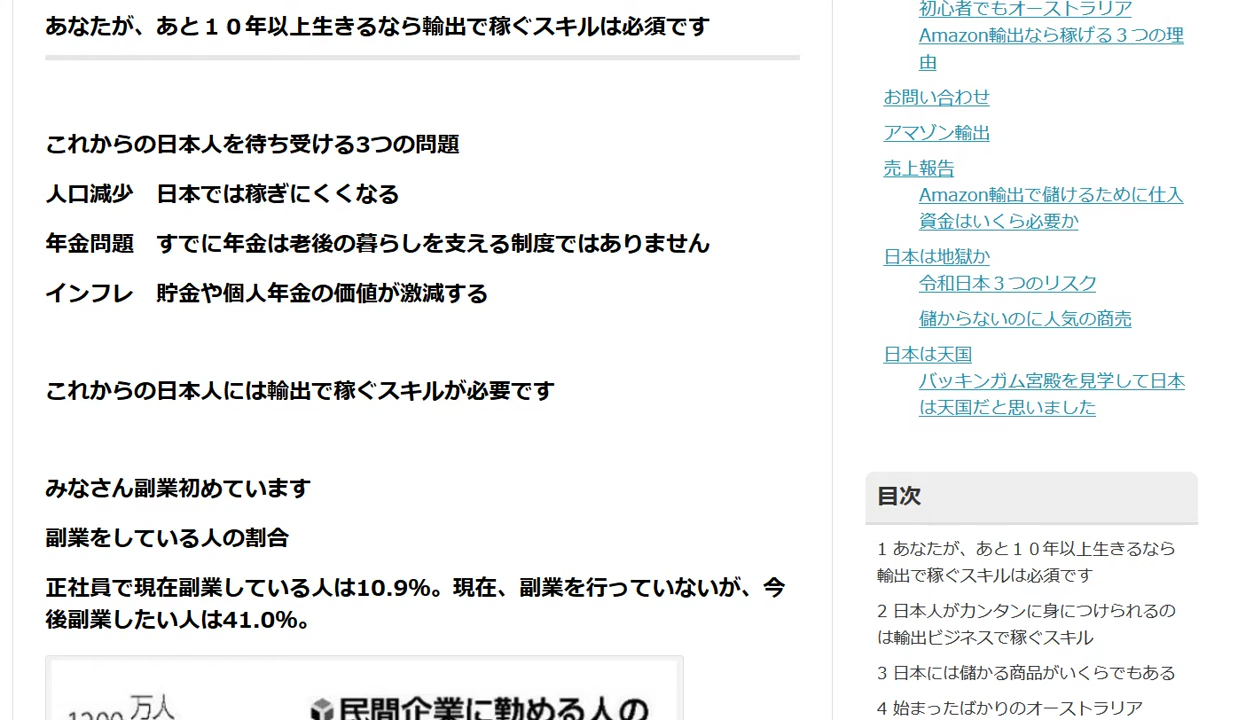 あなたが、あと１０年以上生きるなら輸出で稼ぐスキルは必須です
これからの日本人を待ち受ける3つの問題
人口減少　日本では稼ぎにくくなる
年金問題　すでに年金は老後の暮らしを支える制度ではありません
インフレ　貯金や個人年金の価値が激減する
これからの日本人には輸出で稼ぐスキルが必要です
みなさん副業初めています
副業をしている人の割合
正社員で現在副業している人は10.9%。現在、副業を行っていないが、今
後副業したい人は41.0%。
1200 万人
民間企業に勤める人の
初心者でもオーストラリア
Amazon輸出なら稼げる３つの理
由
お問い合わせ
アマゾン輸出
売上報告
Amazon輸出で儲けるために仕入
資金はいくら必要か
日本は地獄か
令和日本３つのリスク
儲からないのに人気の商売
日本は天国
バッキンガム宮殿を見学して日本
は天国だと思いました
目次
1 あなたが、あと１０年以上生きるなら
輸出で稼ぐスキルは必須です
2 日本人がカンタンに身につけられるの
は輸出ビジネスで稼ぐスキル
3 日本には儲かる商品がいくらでもある
4 始まったばかりのオーストラリア